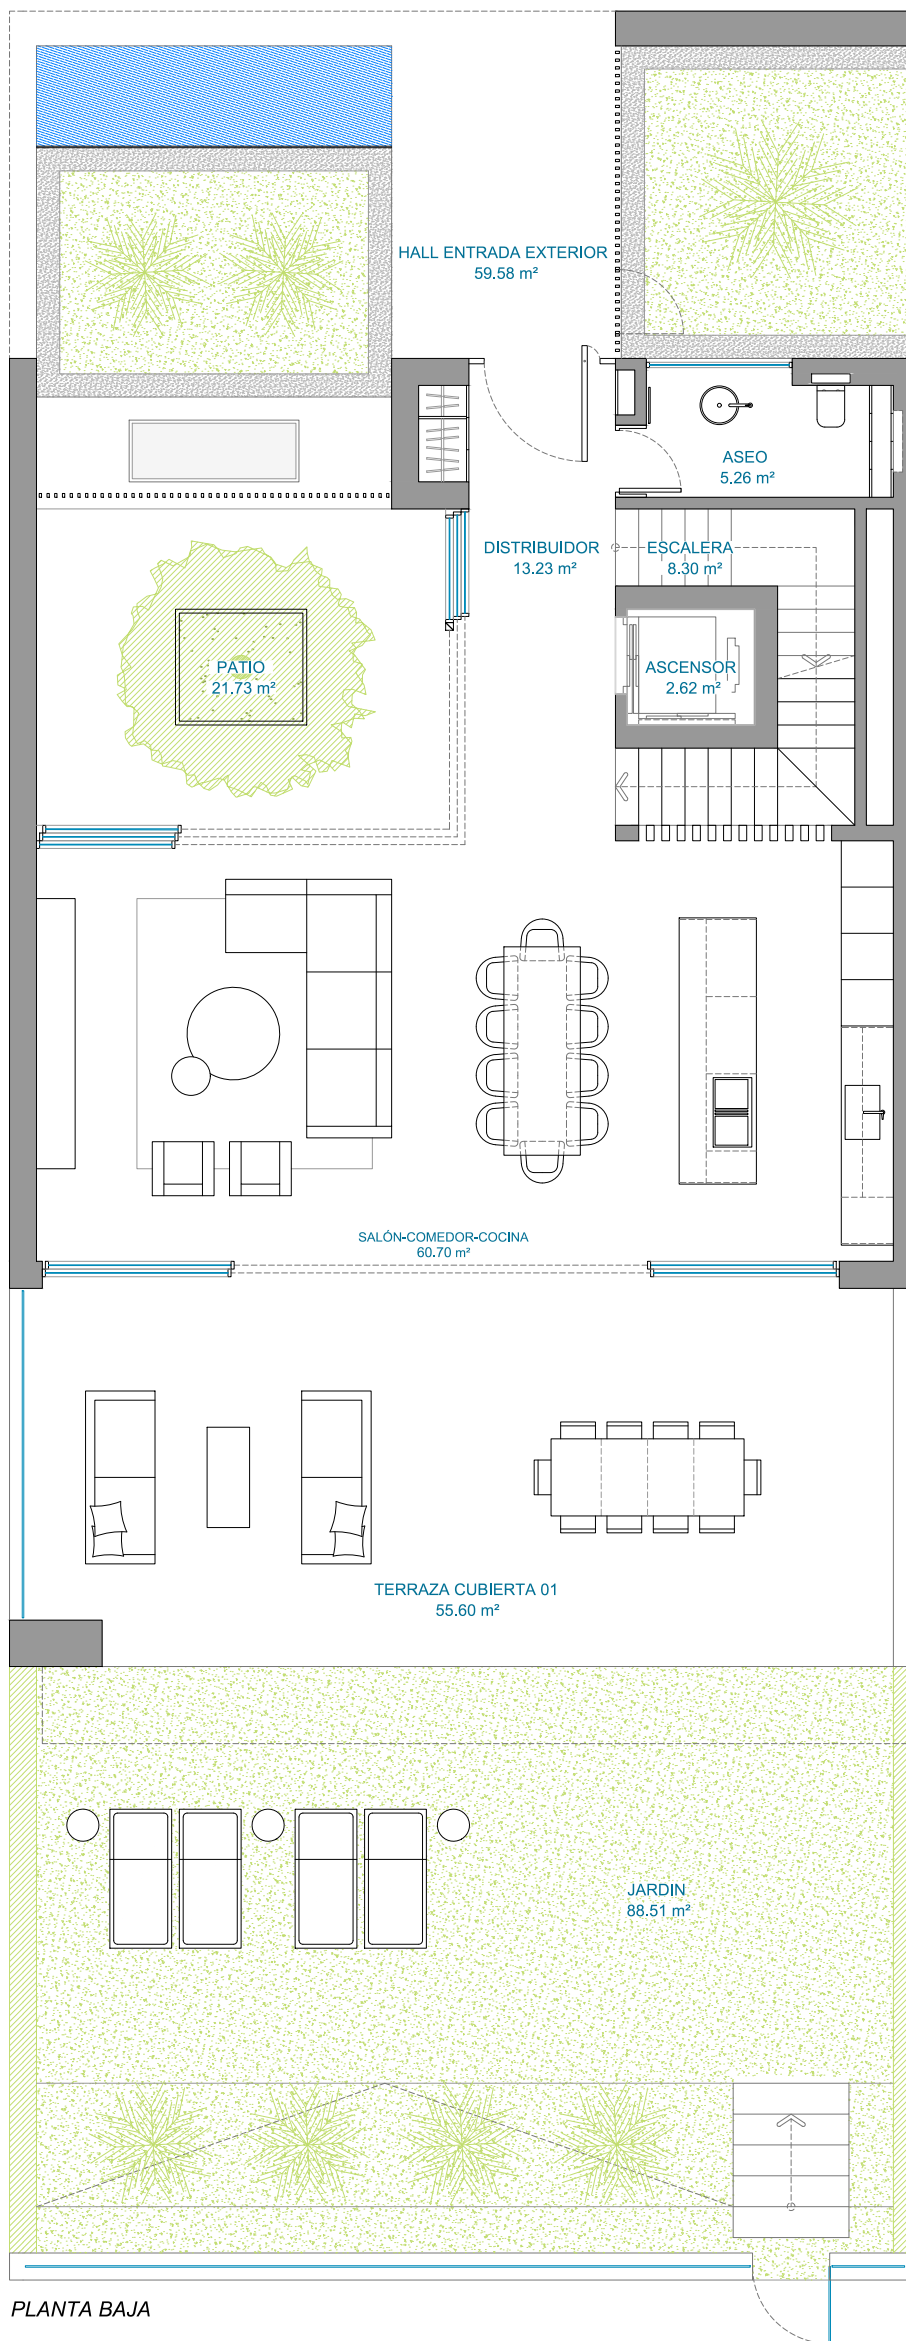 HALL ENTRADA EXTERIOR
59.58 m²
ASEO
5.26 m²
DISTRIBUIDOR
13.23 m²
ESCALERA
8.30 m²
PATIO
21.73 m²
ASCENSOR
2.62 m²
SALÓN-COMEDOR-COCINA
60.70 m²
TERRAZA CUBIERTA 01
55.60 m²
JARDIN
88.51 m²
PLANTA BAJA